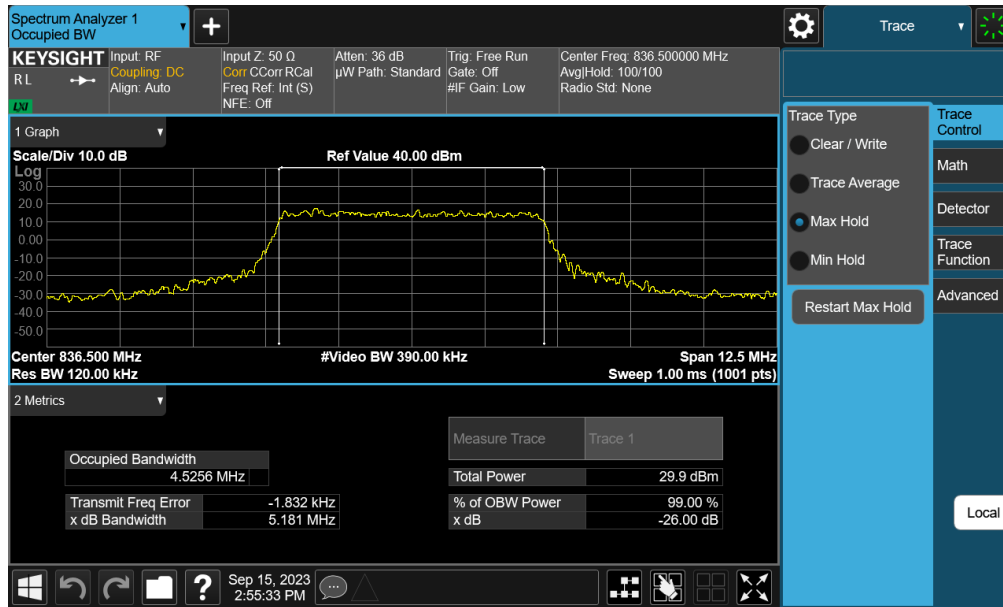 Spectrum Analyzer 1
Occupied BW
Trace
KEYSIGHT
R L
LXI
Input: RF
Coupling: DC
Align: Auto
Input Z: 50 Ω
Corr CCorr RCal
Freq Ref: Int (S)
NFE: Off
Atten: 36 dB
µW Path: Standard
Trig: Free Run
Gate: Off
#IF Gain: Low
Center Freq: 836.500000 MHz
Avg|Hold: 100/100
Radio Std: None
1 Graph
Scale/Div 10.0 dB
Ref Value 40.00 dBm
Log
30.0
20.0
10.0
0.00
-10.0
-20.0
-30.0
-40.0
-50.0
Center 836.500 MHz
#Video BW 390.00 kHz
Span 12.5 MHz
Res BW 120.00 kHz
Sweep 1.00 ms (1001 pts)
2 Metrics
Measure Trace
Trace 1
Occupied Bandwidth
4.5256 MHz
Total Power
29.9 dBm
Transmit Freq Error
-1.832 kHz
% of OBW Power
99.00 %
x dB Bandwidth
5.181 MHz
x dB
-26.00 dB
Trace Type
Clear / Write
Trace Average
Max Hold
Min Hold
Restart Max Hold
Trace
Control
Math
Detector
Trace
Function
Advanced
Local
?
Sep 15, 2023
2:55:33 PM